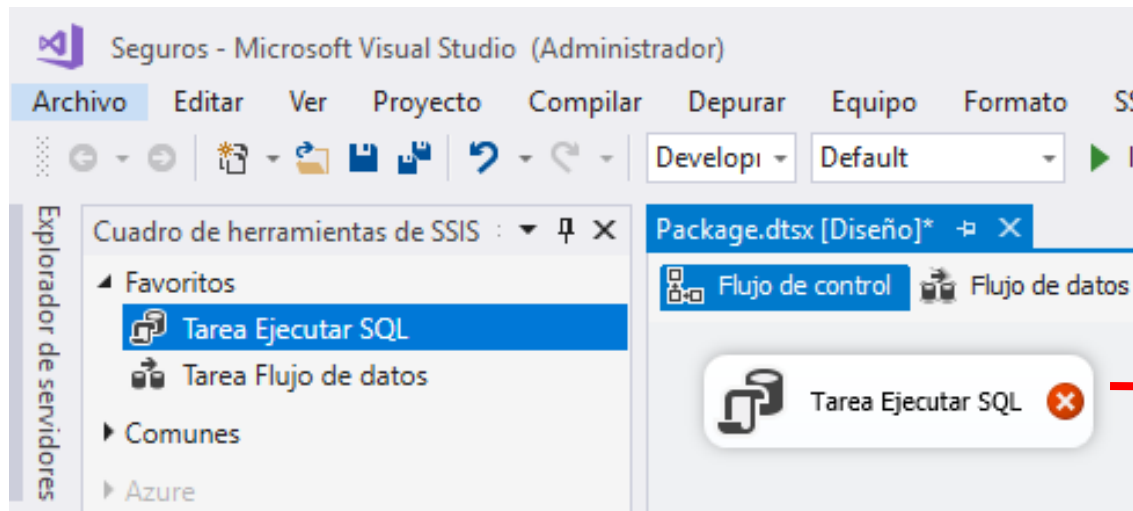 Seguros - Microsoft Visual Studio (Administrador)
Archivo Editar Ver Proyecto Compilar Depurar Equipo Formato
Default
Explorador de servidores
Cuadro de herramientas de SSIS
Package.dtsx [Diseño]*
Favoritos
Flujo de control Flujo de datos
Tarea Ejecutar SQL
Tarea Flujo de datos
Tarea Ejecutar SQL
Comunes
Azure